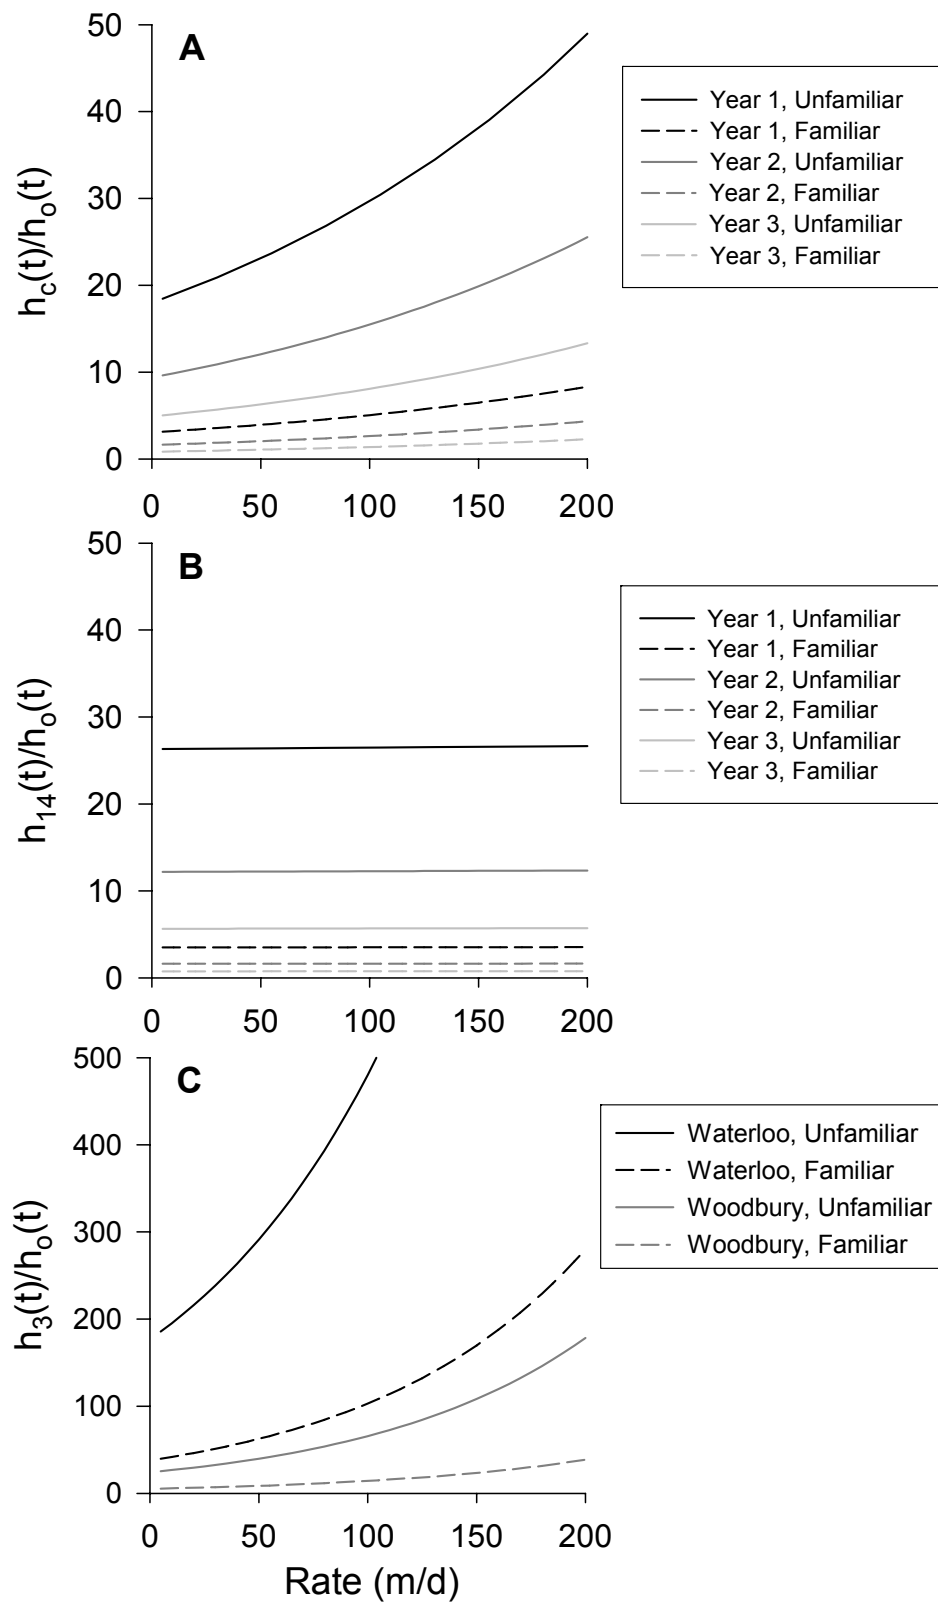 A
50
40
30
20
10
0
h_c(t)/h_o(t)
0 50 100 150 200
Year 1, Unfamiliar
Year 1, Familiar
Year 2, Unfamiliar
Year 2, Familiar
Year 3, Unfamiliar
Year 3, Familiar
B
50
40
30
20
10
0
h_14(t)/h_o(t)
0 50 100 150 200
Year 1, Unfamiliar
Year 1, Familiar
Year 2, Unfamiliar
Year 2, Familiar
Year 3, Unfamiliar
Year 3, Familiar
C
500
400
300
200
100
0
h_3(t)/h_o(t)
0 50 100 150 200
Rate (m/d)
Waterloo, Unfamiliar
Waterloo, Familiar
Woodbury, Unfamiliar
Woodbury, Familiar